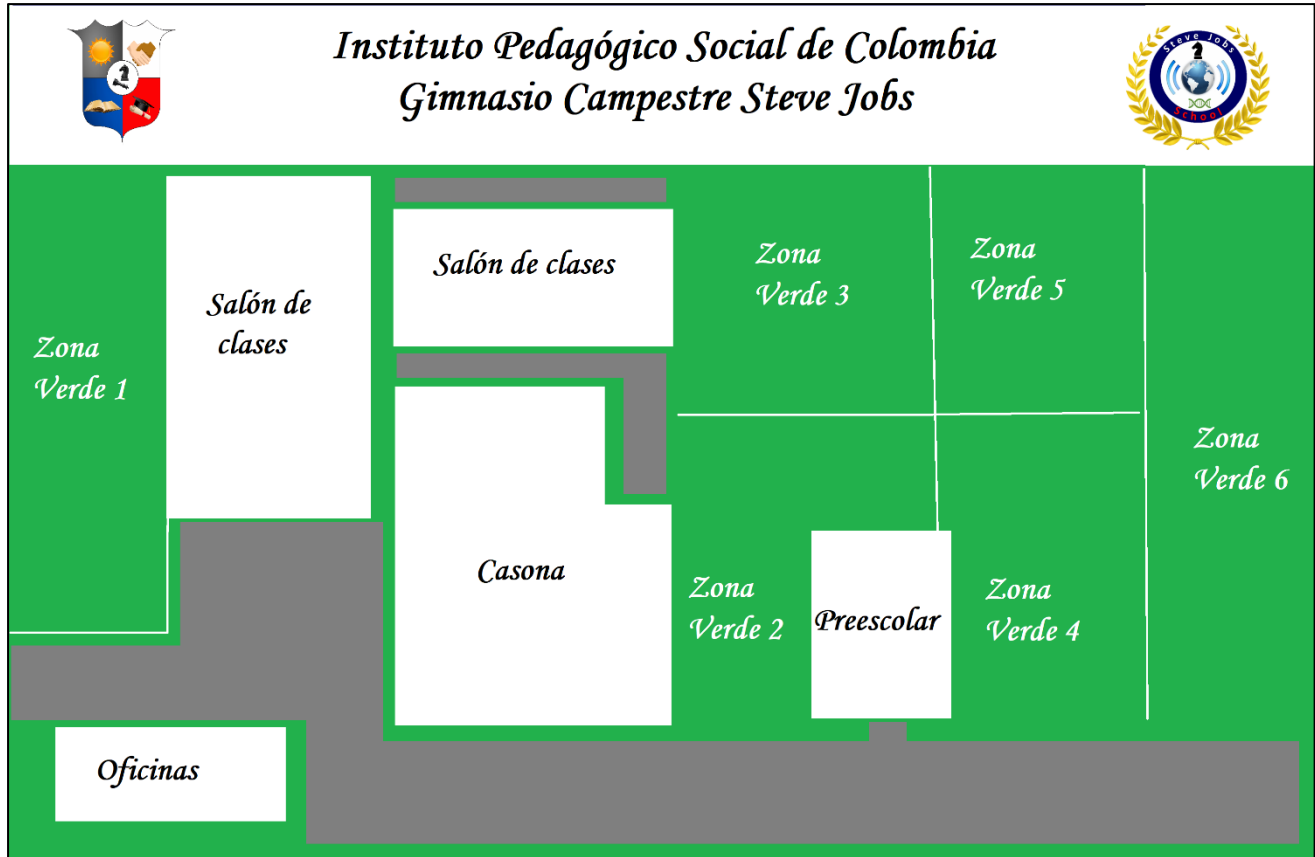 Instituto Pedagógico Social de Colombia
Gimnasio Campestre Steve Jobs
Steve Jobs
School
Zona
Verde 1
Salón de
clases
Salón de clases
Zona
Verde 3
Zona
Verde 5
Zona
Verde 6
Casona
Zona
Verde 2
Preescolar
Zona
Verde 4
Oficinas